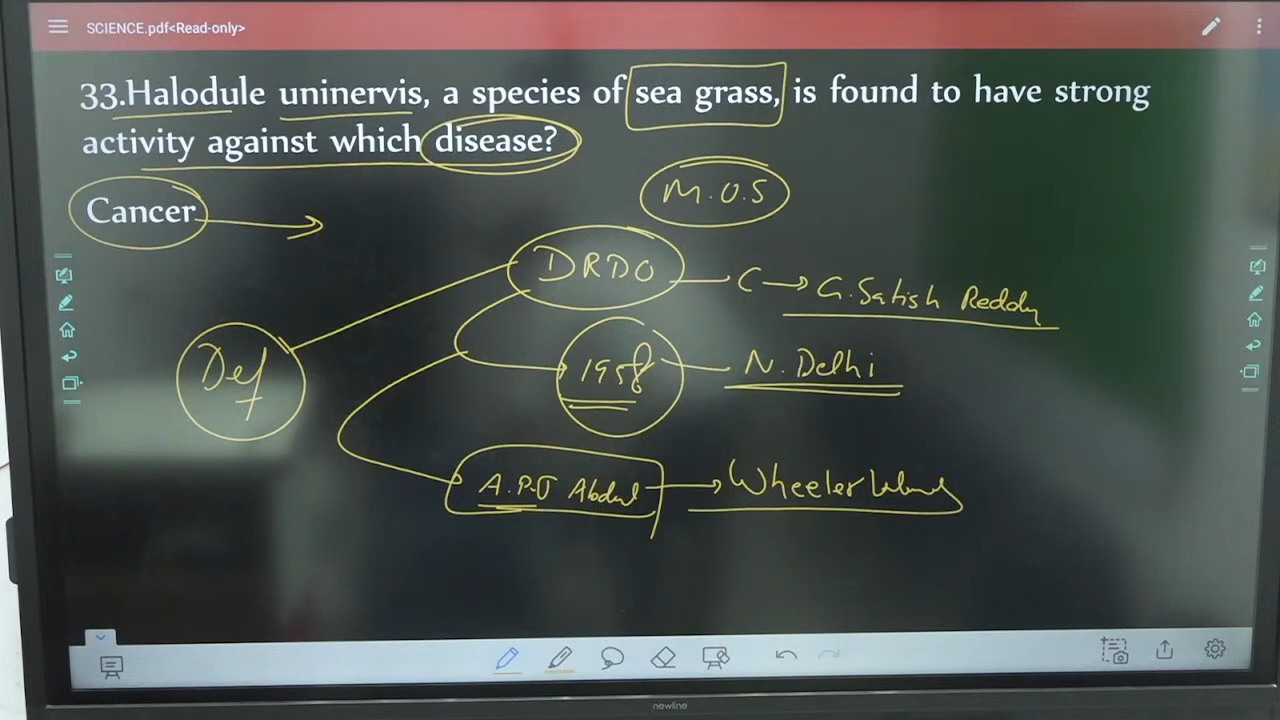 SCIENCE.pdf<Read-only>
33.Halodule uninervis, a species of sea grass, is found to have strong
activity against which disease?
Cancer
M.O.S
DRDO C → G. Satish Reddy
Def
1958 N. Delhi
A.P.J Abdul → Wheeler
newline